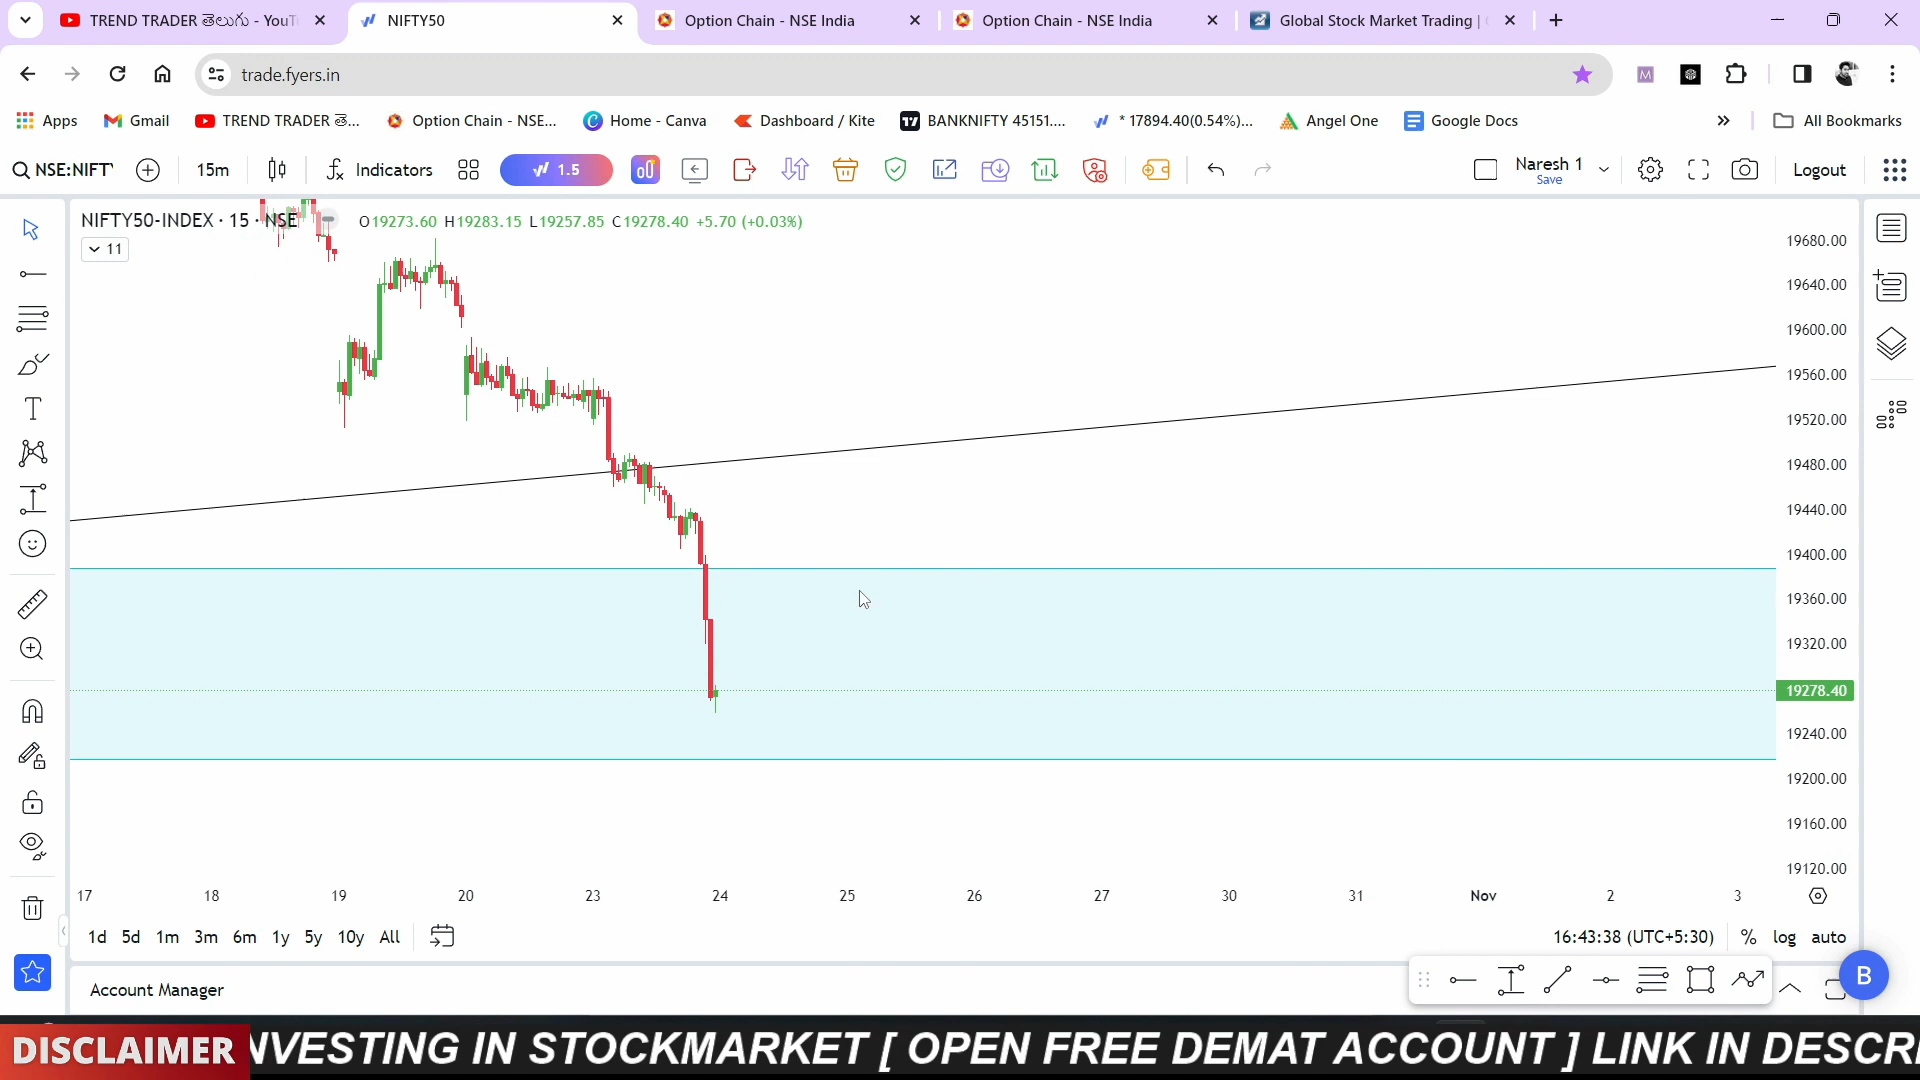 TREND TRADER తెలుగు - YouT
NIFTY50
Option Chain - NSE India
Option Chain - NSE India
Global Stock Market Trading |
trade.fyers.in
Apps
Gmail
TREND TRADER తె...
Option Chain - NSE...
Home - Canva
Dashboard / Kite
BANKNIFTY 45151....
* 17894.40(0.54%)...
Angel One
Google Docs
»
All Bookmarks
NSE:NIFTY
15m
Indicators
1.5
Naresh 1
Save
Logout
NIFTY50-INDEX · 15 · NSE
O19273.60 H19283.15 L19257.85 C19278.40 +5.70 (+0.03%)
11
19680.00
19640.00
19600.00
19560.00
19520.00
19480.00
19440.00
19400.00
19360.00
19320.00
19278.40
19240.00
19200.00
19160.00
19120.00
17 18 19 20 23 24 25 26 27 30 31 Nov 2 3
1d 5d 1m 3m 6m 1y 5y 10y All
16:43:38 (UTC+5:30) % log auto
Account Manager
B
DISCLAIMER
NVESTING IN STOCKMARKET [ OPEN FREE DEMAT ACCOUNT ] LINK IN DESCRI